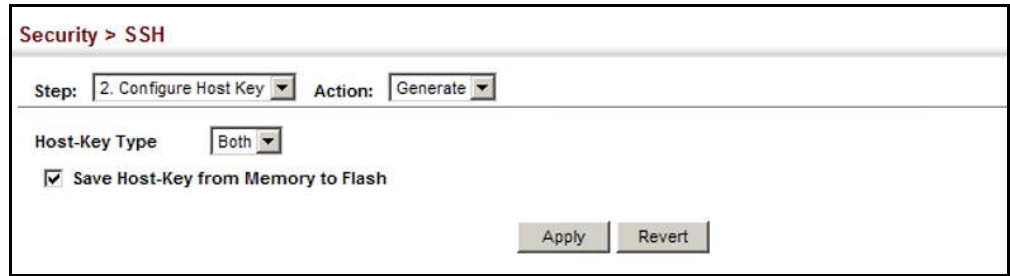 Security > SSH
Step: 2. Configure Host Key Action: Generate
Host-Key Type Both
Save Host-Key from Memory to Flash
Apply Revert